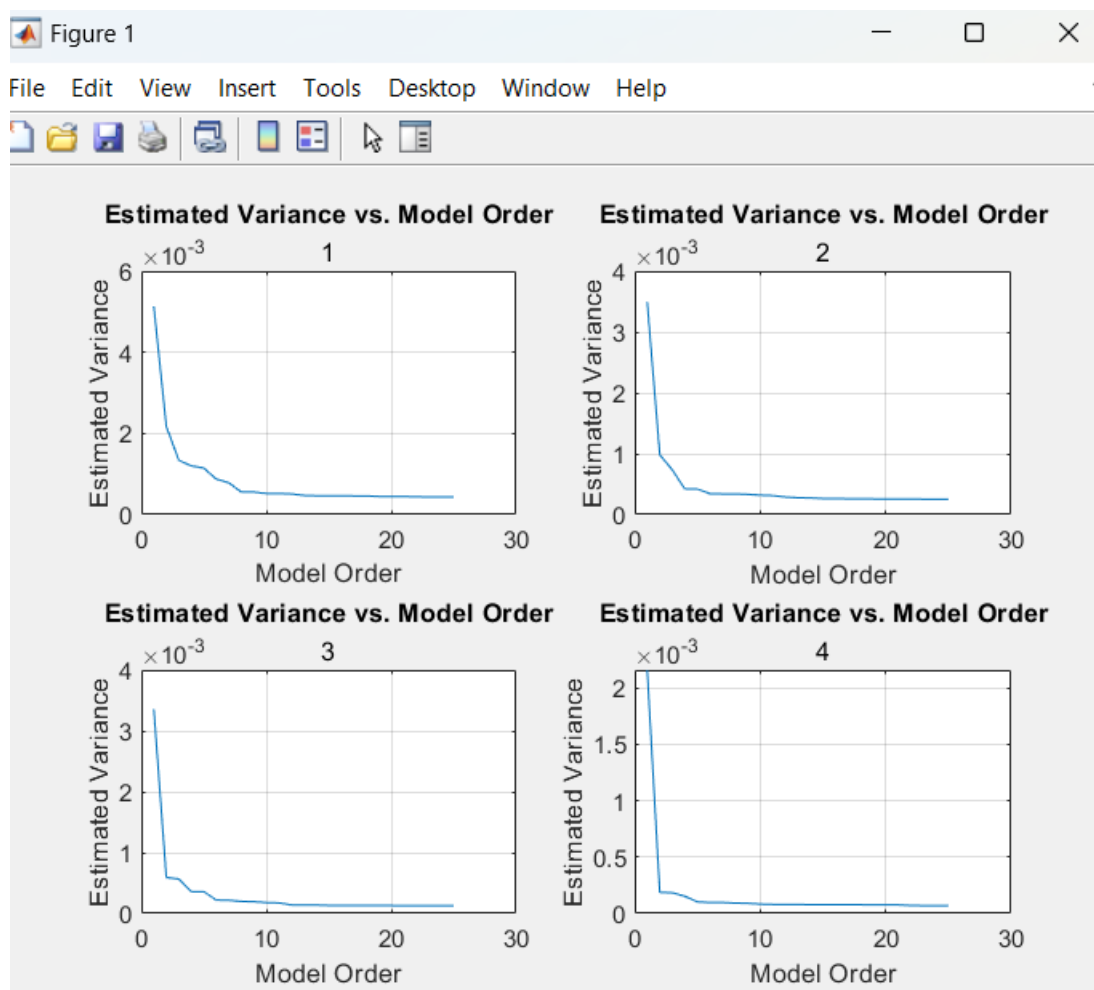 Figure 1
File Edit View Insert Tools Desktop Window Help
Estimated Variance vs. Model Order
1
×10-3
Estimated Variance
6
4
2
0
0 10 20 30
Model Order
Estimated Variance vs. Model Order
2
×10-3
Estimated Variance
4
3
2
1
0
0 10 20 30
Model Order
Estimated Variance vs. Model Order
3
×10-3
Estimated Variance
4
3
2
1
0
0 10 20 30
Model Order
Estimated Variance vs. Model Order
4
×10-3
Estimated Variance
2
1.5
1
0.5
0
0 10 20 30
Model Order